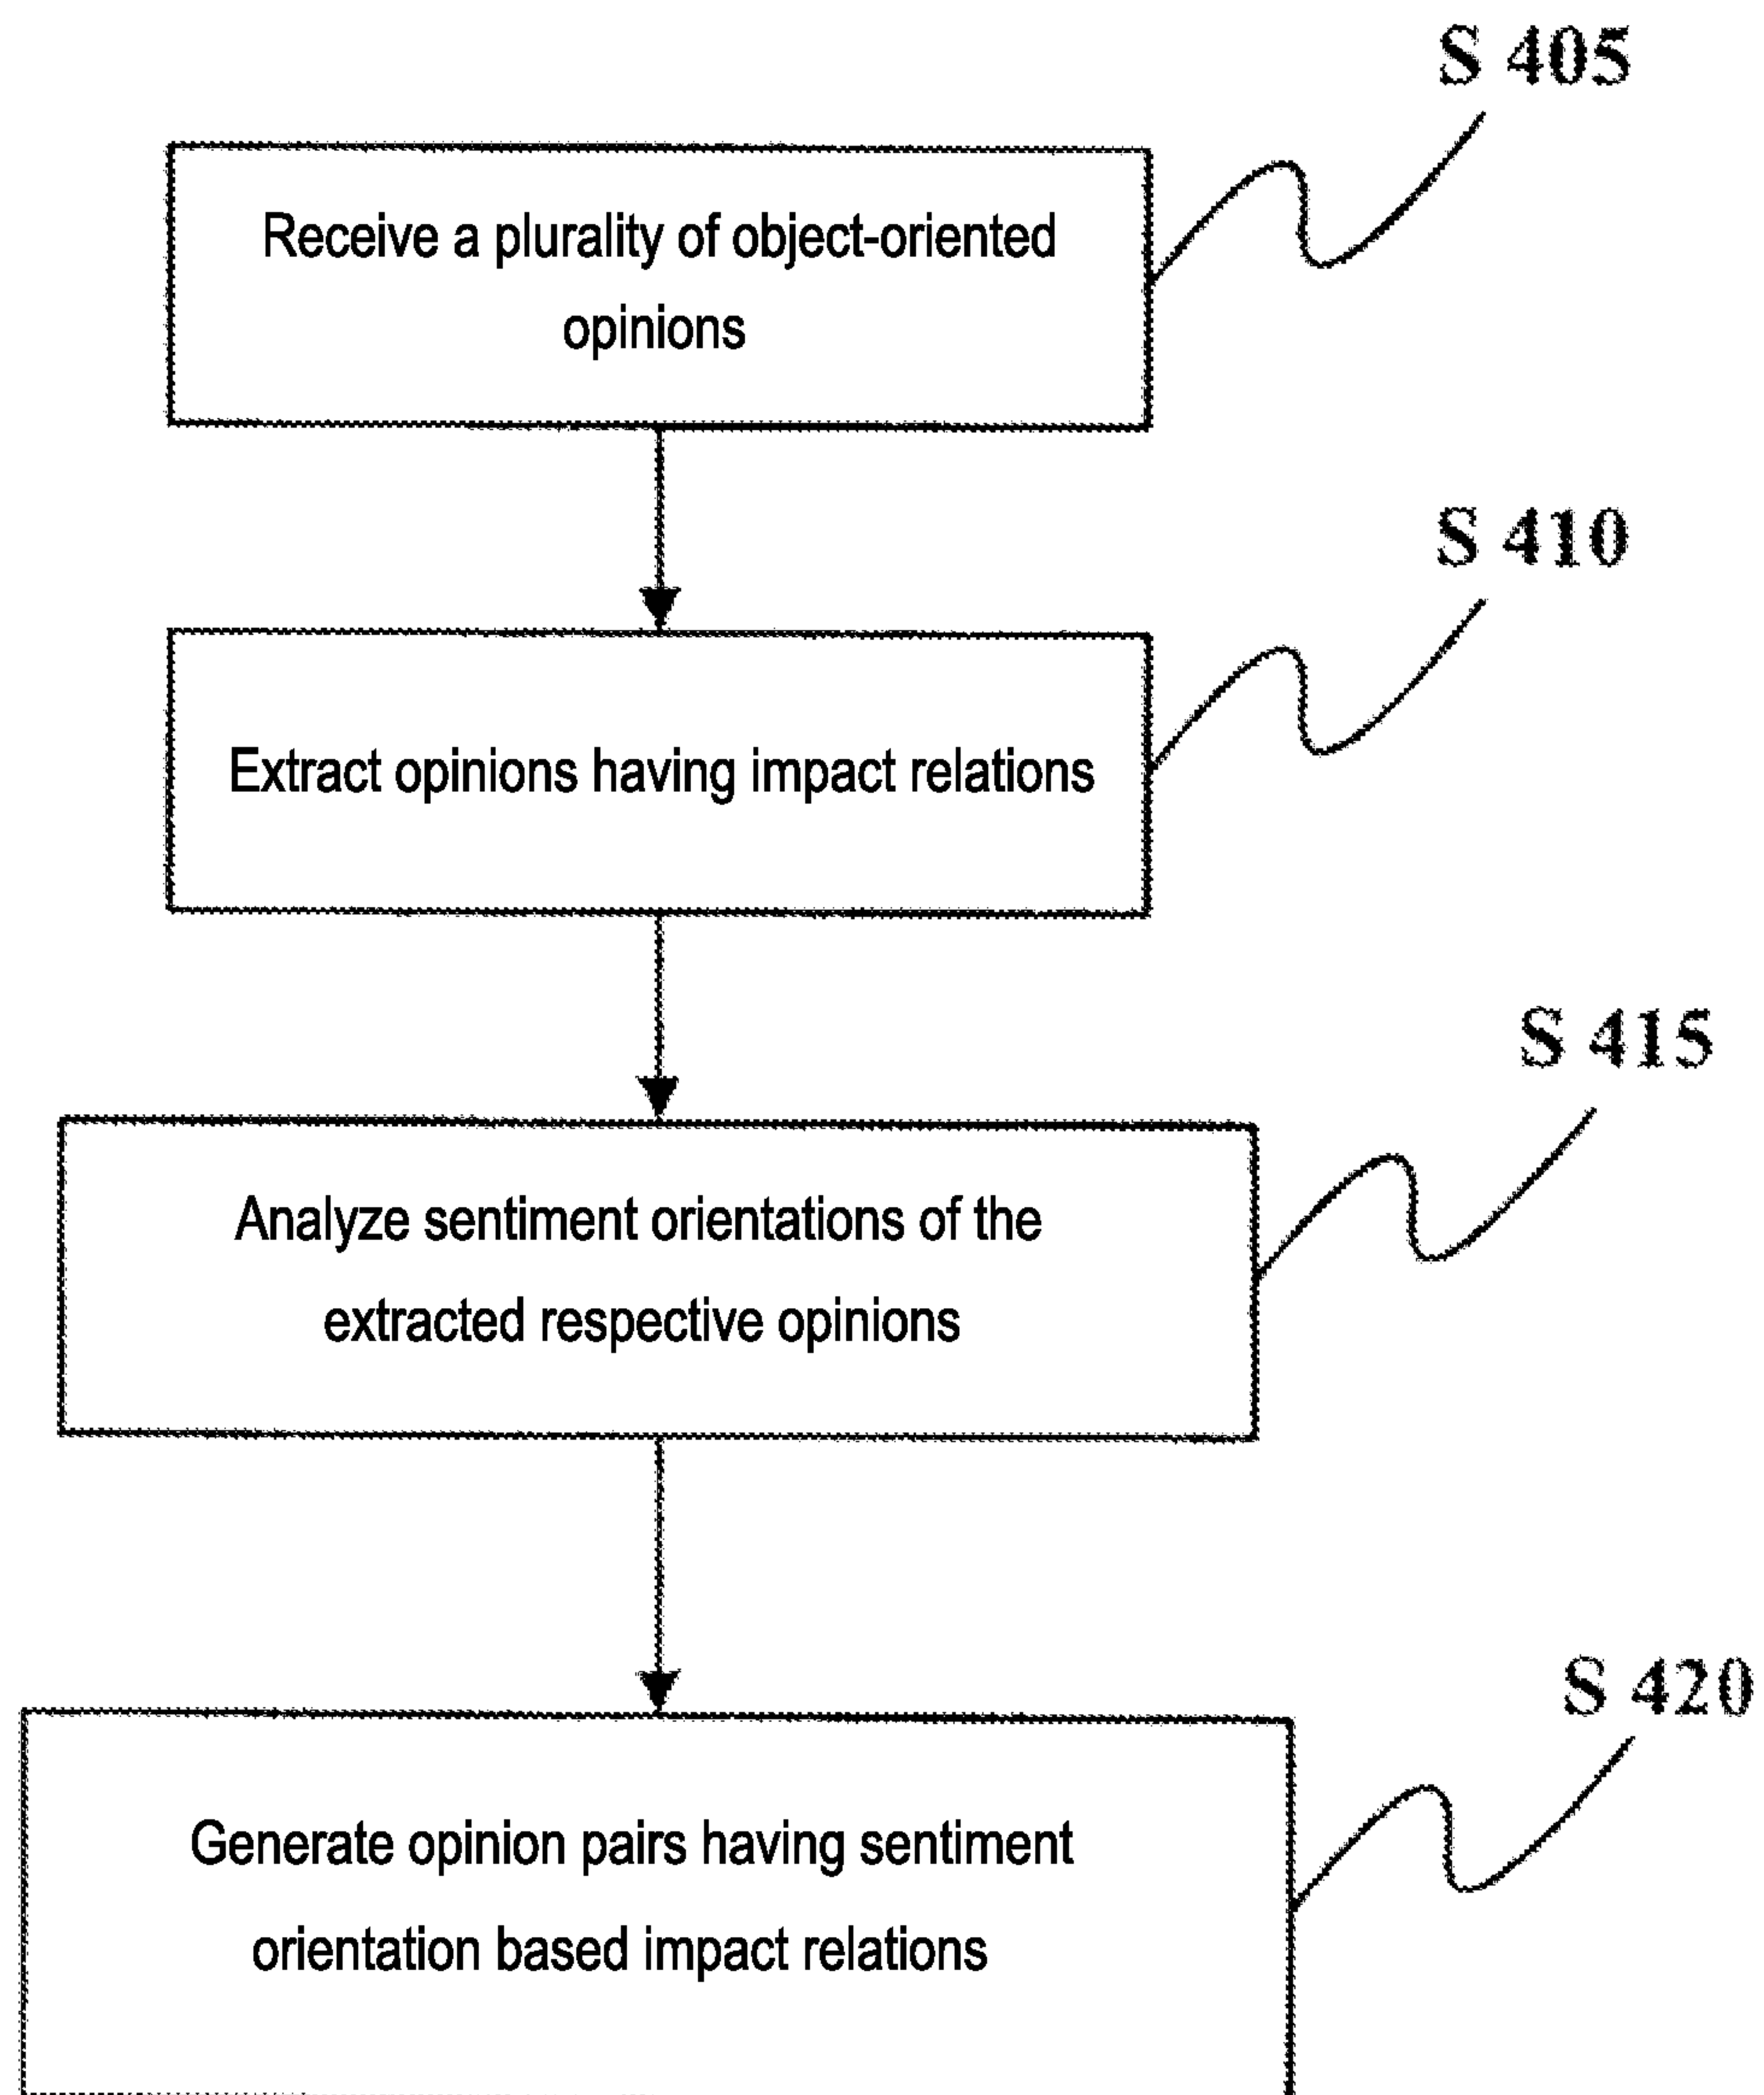 S 405
Receive a plurality of object-oriented
opinions
S 410
Extract opinions having impact relations
S 415
Analyze sentiment orientations of the
extracted respective opinions
S 420
Generate opinion pairs having sentiment
orientation based impact relations